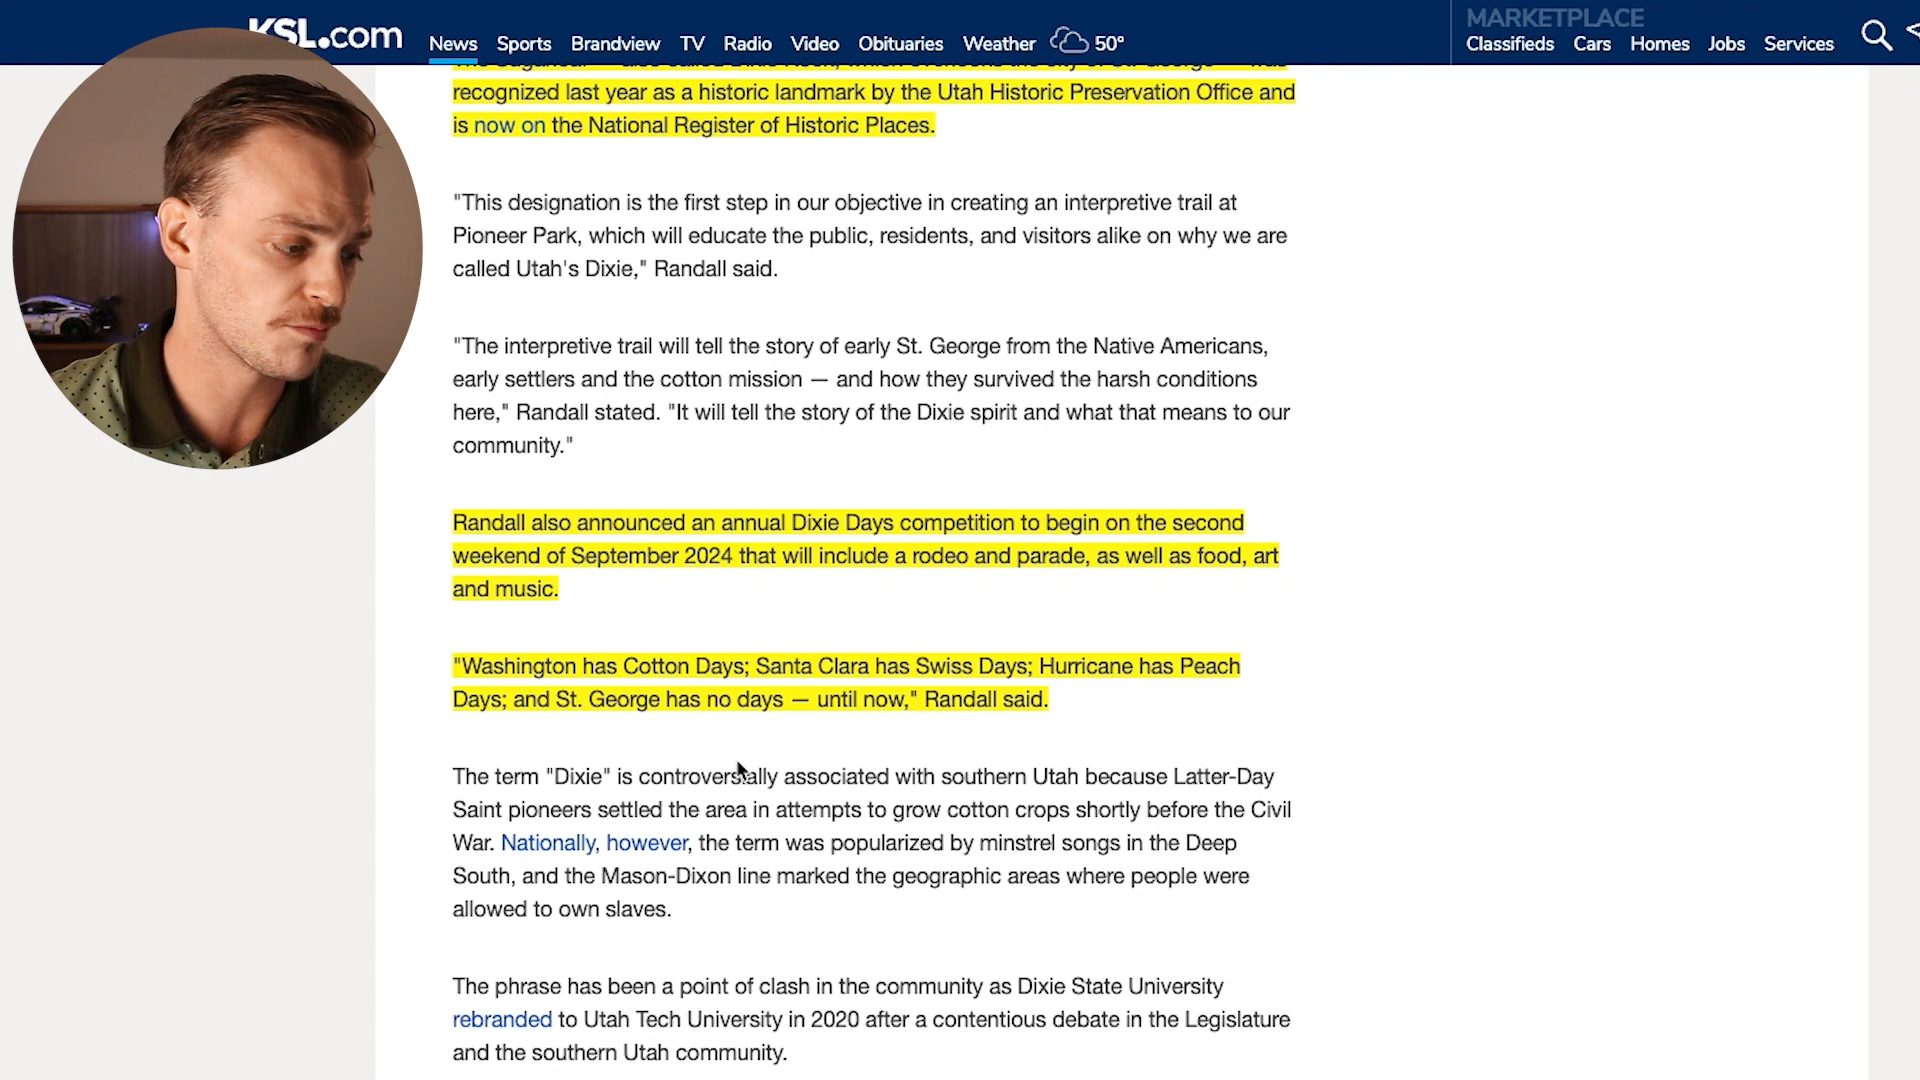 KSL.com
News Sports Brandview TV Radio Video Obituaries Weather 50°
MARKETPLACE
Classifieds Cars Homes Jobs Services
recognized last year as a historic landmark by the Utah Historic Preservation Office and
is now on the National Register of Historic Places.
"This designation is the first step in our objective in creating an interpretive trail at
Pioneer Park, which will educate the public, residents, and visitors alike on why we are
called Utah's Dixie," Randall said.
"The interpretive trail will tell the story of early St. George from the Native Americans,
early settlers and the cotton mission — and how they survived the harsh conditions
here," Randall stated. "It will tell the story of the Dixie spirit and what that means to our
community."
Randall also announced an annual Dixie Days competition to begin on the second
weekend of September 2024 that will include a rodeo and parade, as well as food, art
and music.
"Washington has Cotton Days; Santa Clara has Swiss Days; Hurricane has Peach
Days; and St. George has no days — until now," Randall said.
The term "Dixie" is controversially associated with southern Utah because Latter-Day
Saint pioneers settled the area in attempts to grow cotton crops shortly before the Civil
War. Nationally, however, the term was popularized by minstrel songs in the Deep
South, and the Mason-Dixon line marked the geographic areas where people were
allowed to own slaves.
The phrase has been a point of clash in the community as Dixie State University
rebranded to Utah Tech University in 2020 after a contentious debate in the Legislature
and the southern Utah community.